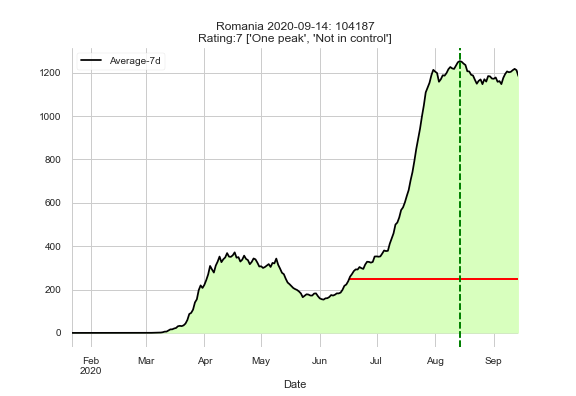 Romania 2020-09-14: 104187
Rating:7 ['One peak', 'Not in control']
Average-7d
1200
1000
800
600
400
200
0
Feb
2020
Mar
Apr
May
Jun
Jul
Aug
Sep
Date